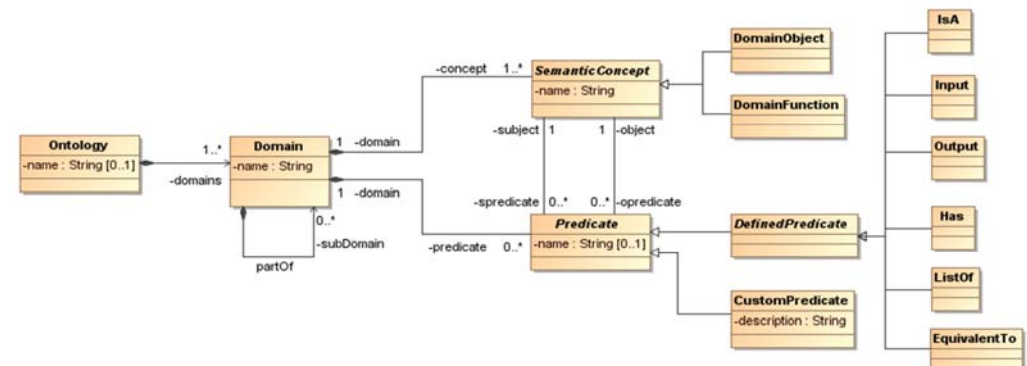 IsA
DomainObject
-concept 1..*
SemanticConcept
-name : String
Input
DomainFunction
-subject 1
1 -object
Ontology
-name : String [0..1]
1..*
-domains
Domain
-name : String
1 -domain
1 -domain
Output
-spredicate 0..*
0..* -opredicate
Has
0..*
-subDomain
partOf
-predicate 0..*
Predicate
-name : String [0..1]
DefinedPredicate
ListOf
CustomPredicate
-description : String
EquivalentTo